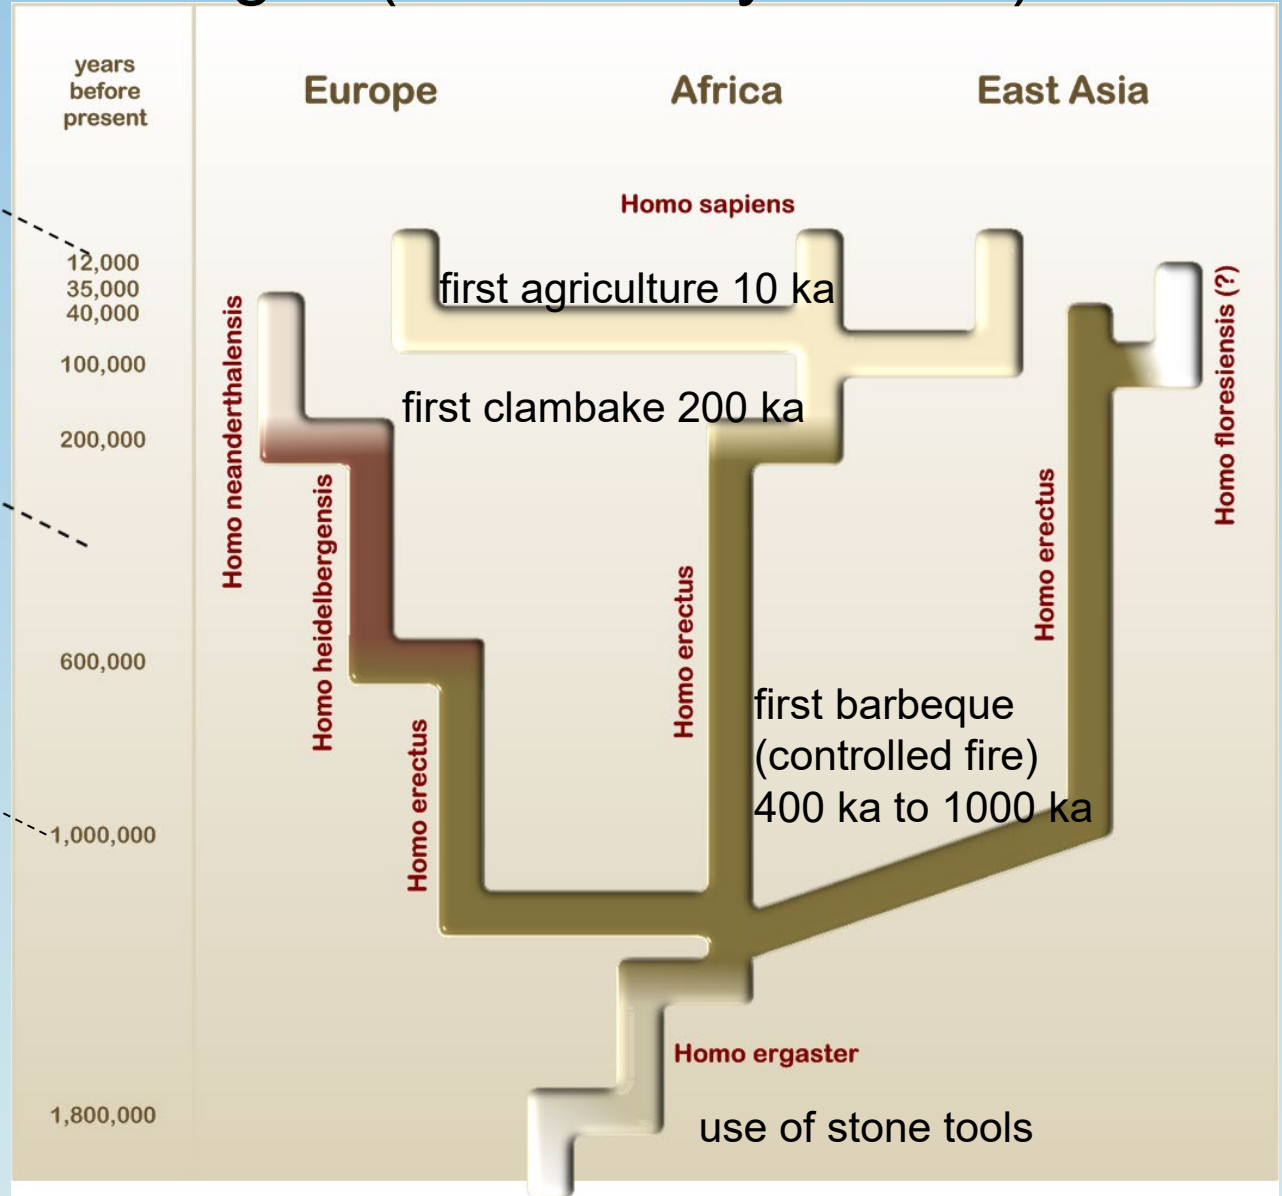 years
before
present
Europe
Africa
East Asia
Homo sapiens
12,000
35,000
40,000
100,000
200,000
600,000
1,000,000
1,800,000
first agriculture 10 ka
first clambake 200 ka
Homo neanderthalensis
Homo heidelbergensis
Homo erectus
Homo erectus
Homo erectus
Homo floresiensis (?)
first barbeque
(controlled fire)
400 ka to 1000 ka
Homo ergaster
use of stone tools